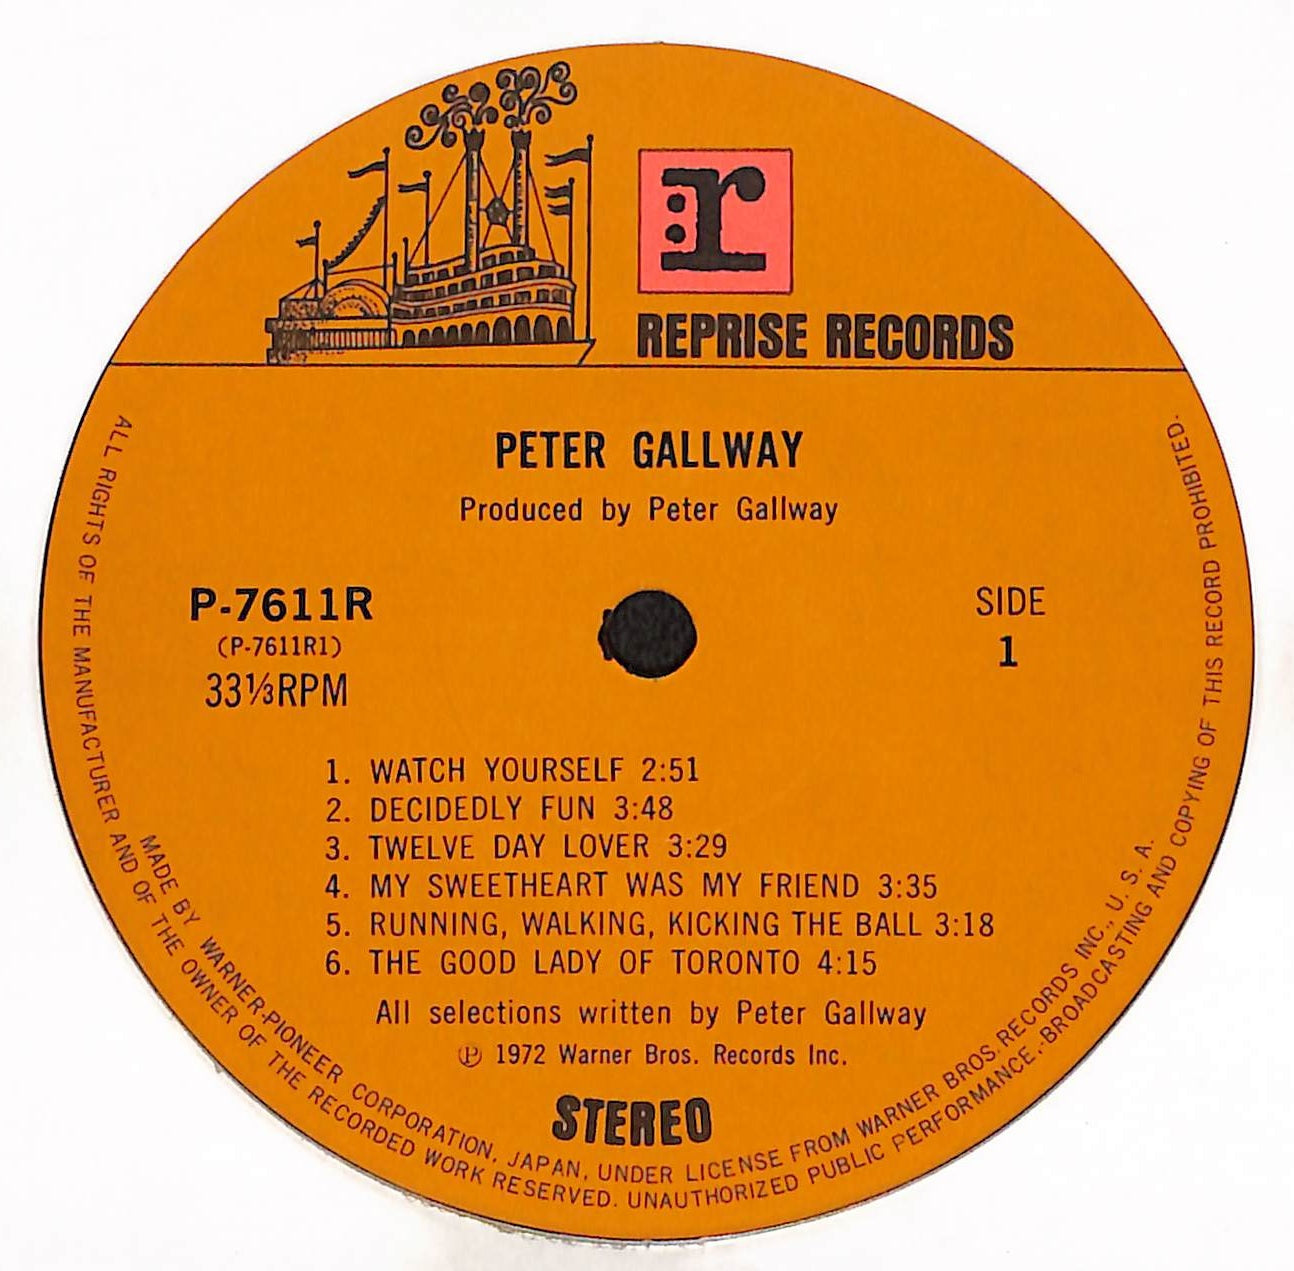 r
REPRISE RECORDS
PETER GALLWAY
Produced by Peter Gallway
P-7611R
(P-7611R1)
33⅓RPM
SIDE
1
1. WATCH YOURSELF 2:51
2. DECIDEDLY FUN 3:48
3. TWELVE DAY LOVER 3:29
4. MY SWEETHEART WAS MY FRIEND 3:35
5. RUNNING, WALKING, KICKING THE BALL 3:18
6. THE GOOD LADY OF TORONTO 4:15
All selections written by Peter Gallway
℗ 1972 Warner Bros. Records Inc.
STEREO
MADE BY WARNER-PIONEER CORPORATION, JAPAN, UNDER LICENSE FROM WARNER BROS. RECORDS INC., U. S. A.
ALL RIGHTS OF THE MANUFACTURER AND OF THE OWNER OF THE RECORDED WORK RESERVED. UNAUTHORIZED PUBLIC PERFORMANCE,·BROADCASTING AND COPYING OF THIS RECORD PROHIBITED·